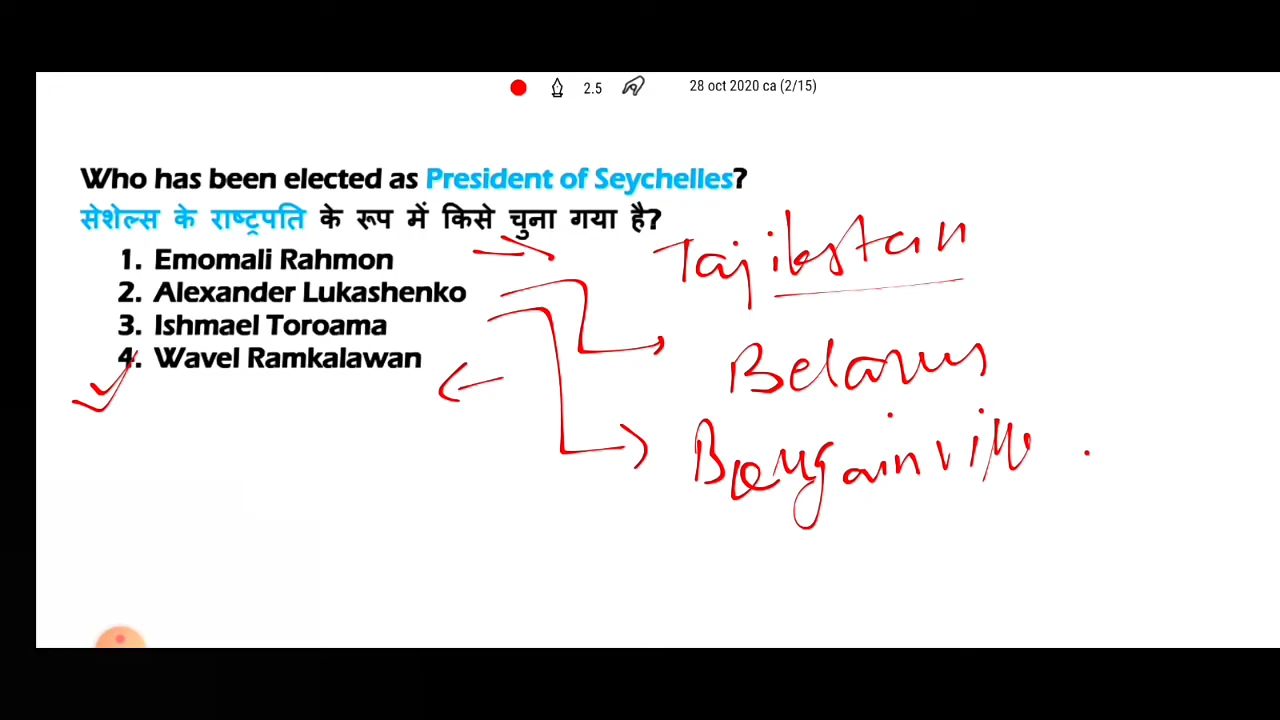 2.5 28 oct 2020 ca (2/15)
Who has been elected as President of Seychelles?
सेशेल्स के राष्ट्रपति के रूप में किसे चुना गया है?
1. Emomali Rahmon
2. Alexander Lukashenko
3. Ishmael Toroama
4. Wavel Ramkalawan
Tajikstan
Belarus
Bougainville